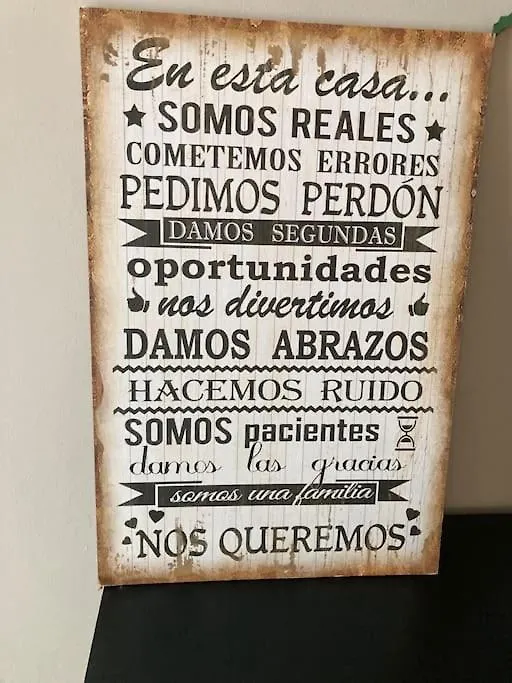 En esta casa...
SOMOS REALES
COMETEMOS ERRORES
PEDIMOS PERDÓN
DAMOS SEGUNDAS
oportunidades
nos divertimos
DAMOS ABRAZOS
HACEMOS RUIDO
SOMOS pacientes
damos las gracias
somos una familia
NOS QUEREMOS